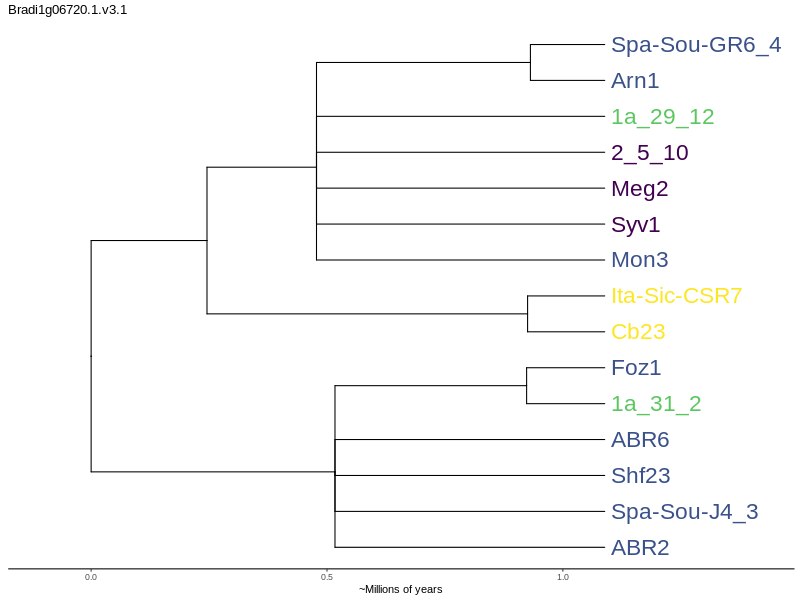 Bradi1g06720.1.v3.1
Spa-Sou-GR6_4
Arn1
1a_29_12
2_5_10
Meg2
Syv1
Mon3
Ita-Sic-CSR7
Cb23
Foz1
1a_31_2
ABR6
Shf23
Spa-Sou-J4_3
ABR2
0.0 0.5 1.0
~Millions of years